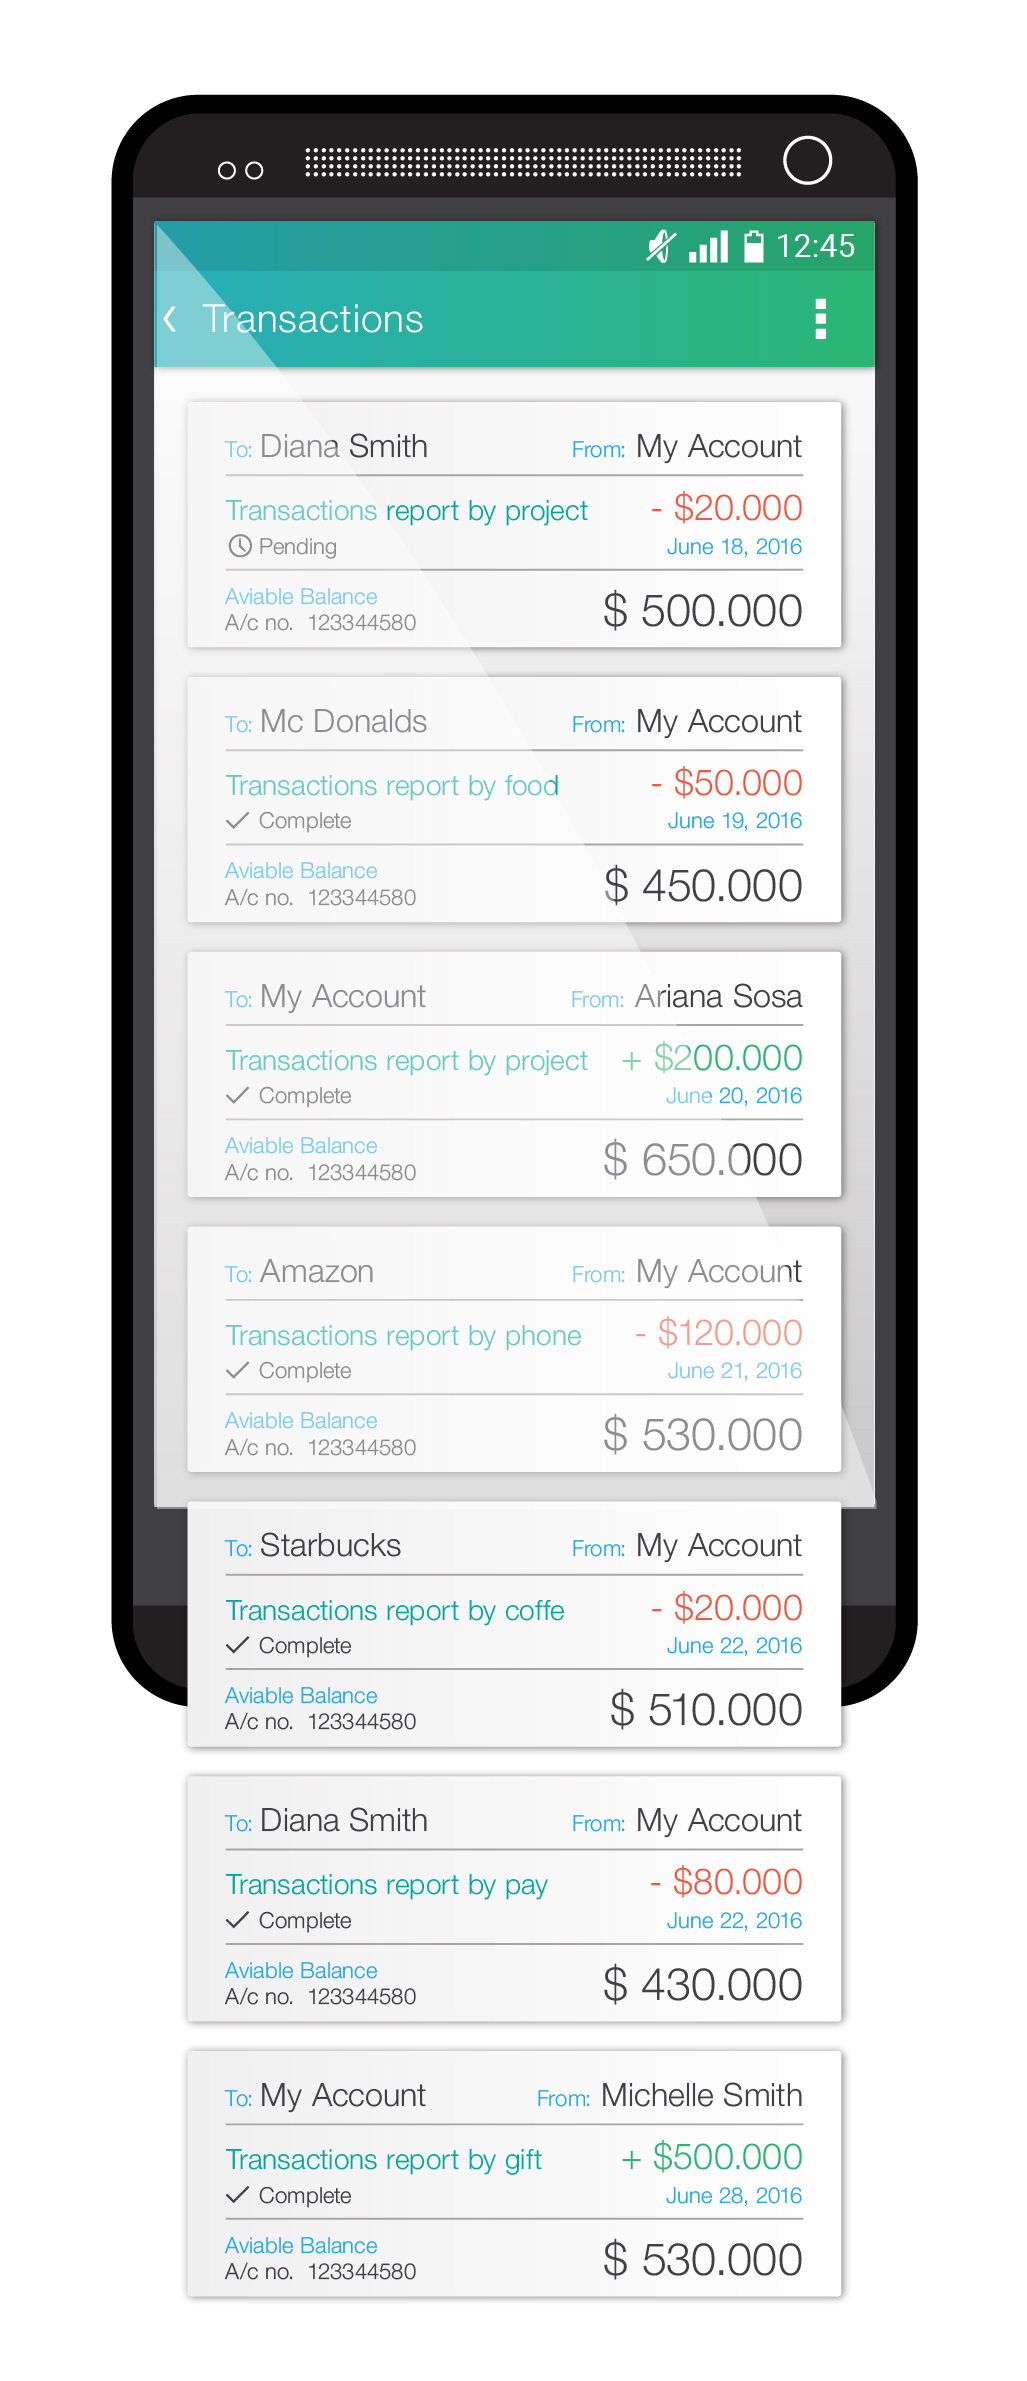 12:45
‹ Transactions
To: Diana Smith From: My Account
Transactions report by project - $20.000
Pending June 18, 2016
Aviable Balance
A/c no. 123344580 $ 500.000
To: Mc Donalds From: My Account
Transactions report by food - $50.000
Complete June 19, 2016
Aviable Balance
A/c no. 123344580 $ 450.000
To: My Account From: Ariana Sosa
Transactions report by project + $200.000
Complete June 20, 2016
Aviable Balance
A/c no. 123344580 $ 650.000
To: Amazon From: My Account
Transactions report by phone - $120.000
Complete June 21, 2016
Aviable Balance
A/c no. 123344580 $ 530.000
To: Starbucks From: My Account
Transactions report by coffe - $20.000
Complete June 22, 2016
Aviable Balance
A/c no. 123344580 $ 510.000
To: Diana Smith From: My Account
Transactions report by pay - $80.000
Complete June 22, 2016
Aviable Balance
A/c no. 123344580 $ 430.000
To: My Account From: Michelle Smith
Transactions report by gift + $500.000
Complete June 28, 2016
Aviable Balance
A/c no. 123344580 $ 530.000